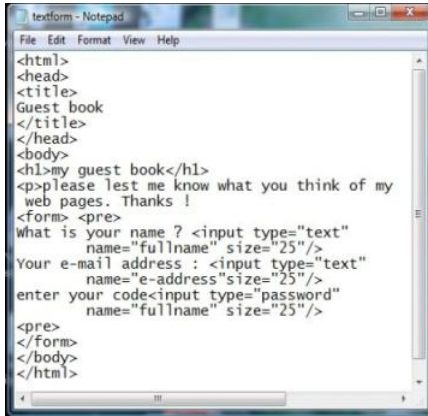 textform - Notepad
File Edit Format View Help
<html>
<head>
<title>
Guest book
</title>
</head>
<body>
<h1>my guest book</h1>
<p>please lest me know what you think of my
web pages. Thanks !
<form> <pre>
What is your name ? <input type="text"
name="fullname" size="25"/>
Your e-mail address : <input type="text"
name="e-address"size="25"/>
enter your code<input type="password"
name="fullname" size="25"/>
<pre>
</form>
</body>
</html>